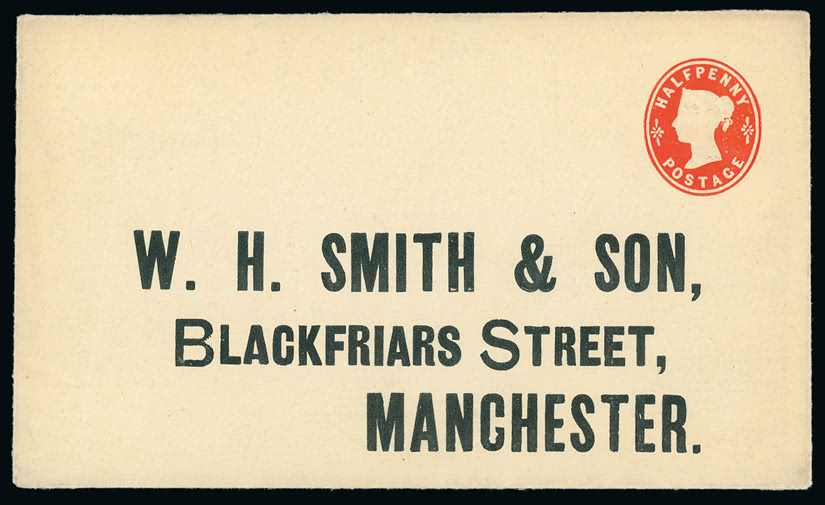 HALFPENNY
POSTAGE
W. H. SMITH & SON,
BLACKFRIARS STREET,
MANCHESTER.